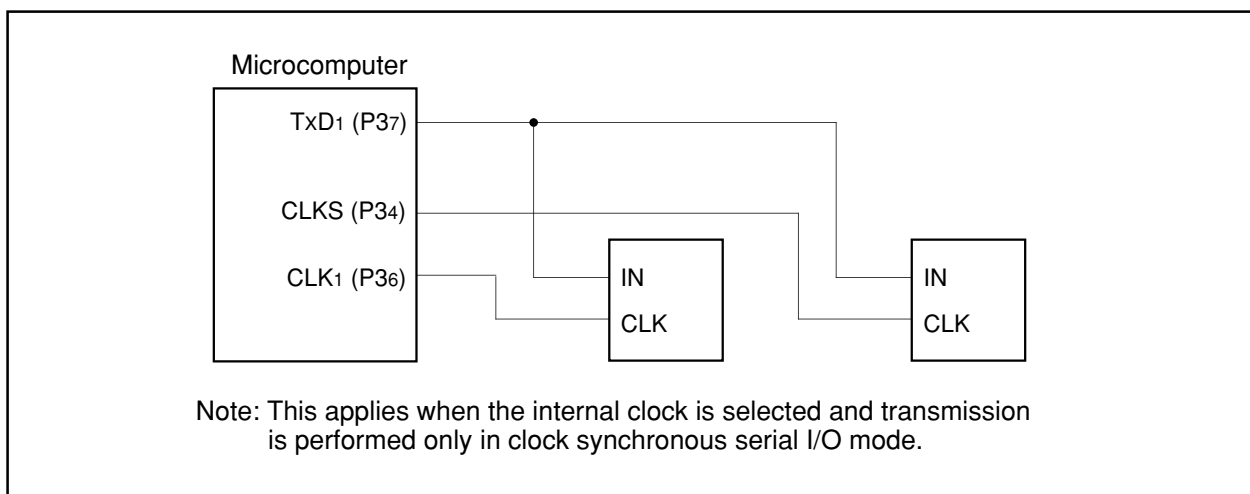 Microcomputer
TxD1 (P37)
CLKS (P34)
CLK1 (P36)
IN
CLK
IN
CLK
Note: This applies when the internal clock is selected and transmission
is performed only in clock synchronous serial I/O mode.